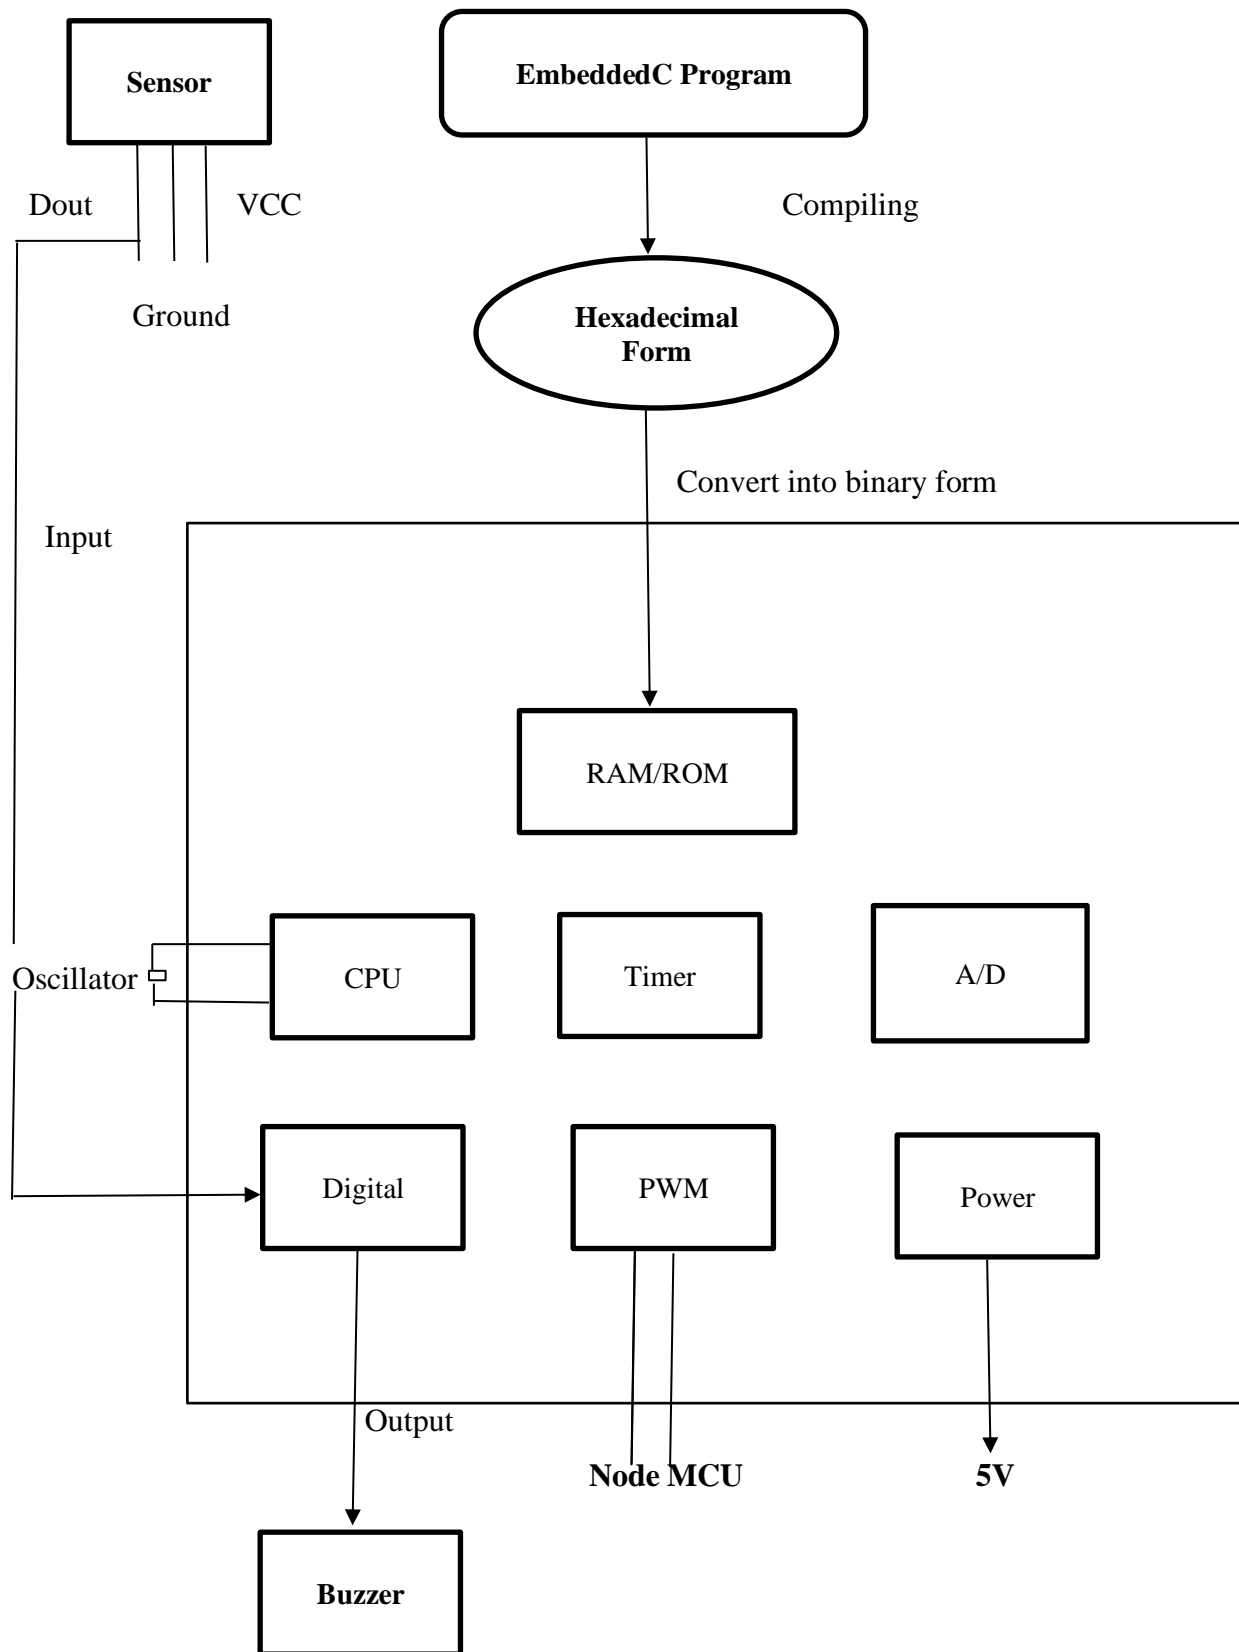 Sensor
EmbeddedC Program
Dout
VCC
Compiling
Ground
Hexadecimal
Form
Convert into binary form
Input
RAM/ROM
Oscillator
CPU
Timer
A/D
Digital
PWM
Power
Output
Node MCU
5V
Buzzer